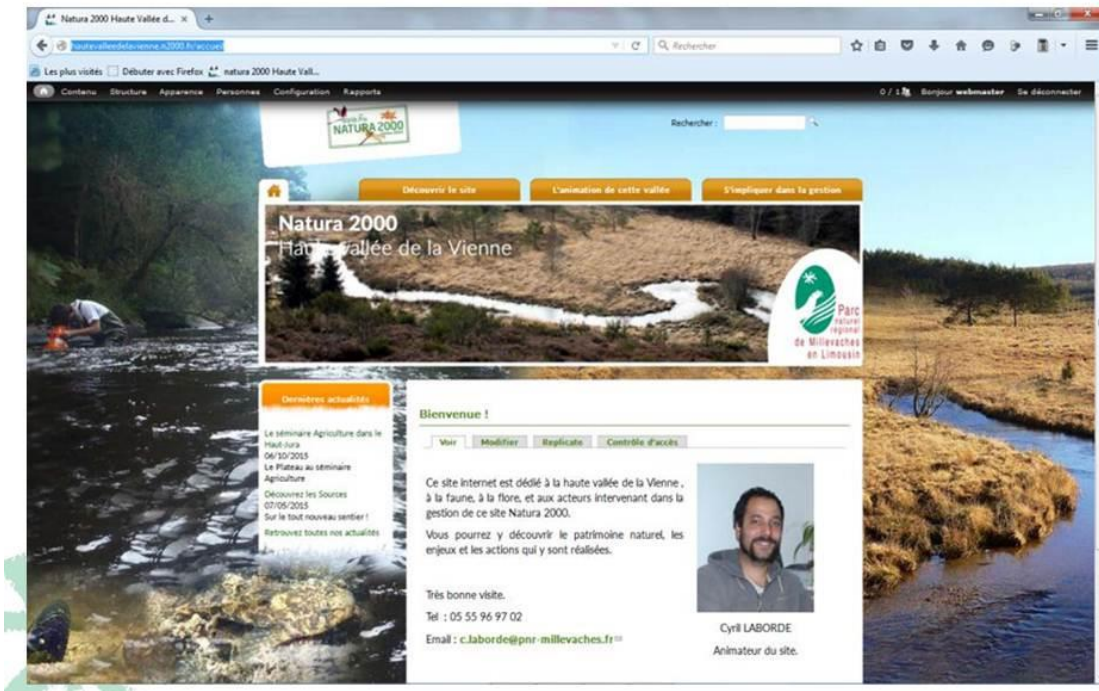 Natura 2000 Haute Vallée d...
hautevalleedelavienne.n2000.fr/accueil
Rechercher
Les plus visités Débuter avec Firefox natura 2000 Haute Vall...
Contenu Structure Apparence Personnes Configuration Rapports
0 / 1 Bonjour webmaster Se déconnecter
NATURA 2000
Rechercher :
Découvrir le site L'animation de cette vallée S'impliquer dans la gestion
Natura 2000
Haute Vallée de la Vienne
Parc
naturel
régional
de Millevaches
en Limousin
Dernières actualités
Le séminaire Agriculture dans le
Haut-Jura
06/10/2015
Le Plateau au séminaire
Agriculture
Découvrez les Sources
07/05/2015
Sur le tout nouveau sentier !
Retrouvez toutes nos actualités
Bienvenue !
Voir Modifier Replicate Contrôle d'accès
Ce site internet est dédié à la haute vallée de la Vienne ,
à la faune, à la flore, et aux acteurs intervenant dans la
gestion de ce site Natura 2000.
Vous pourrez y découvrir le patrimoine naturel, les
enjeux et les actions qui y sont réalisées.
Très bonne visite.
Tel : 05 55 96 97 02
Email : c.laborde@pnr-millevaches.fr
Cyril LABORDE
Animateur du site.